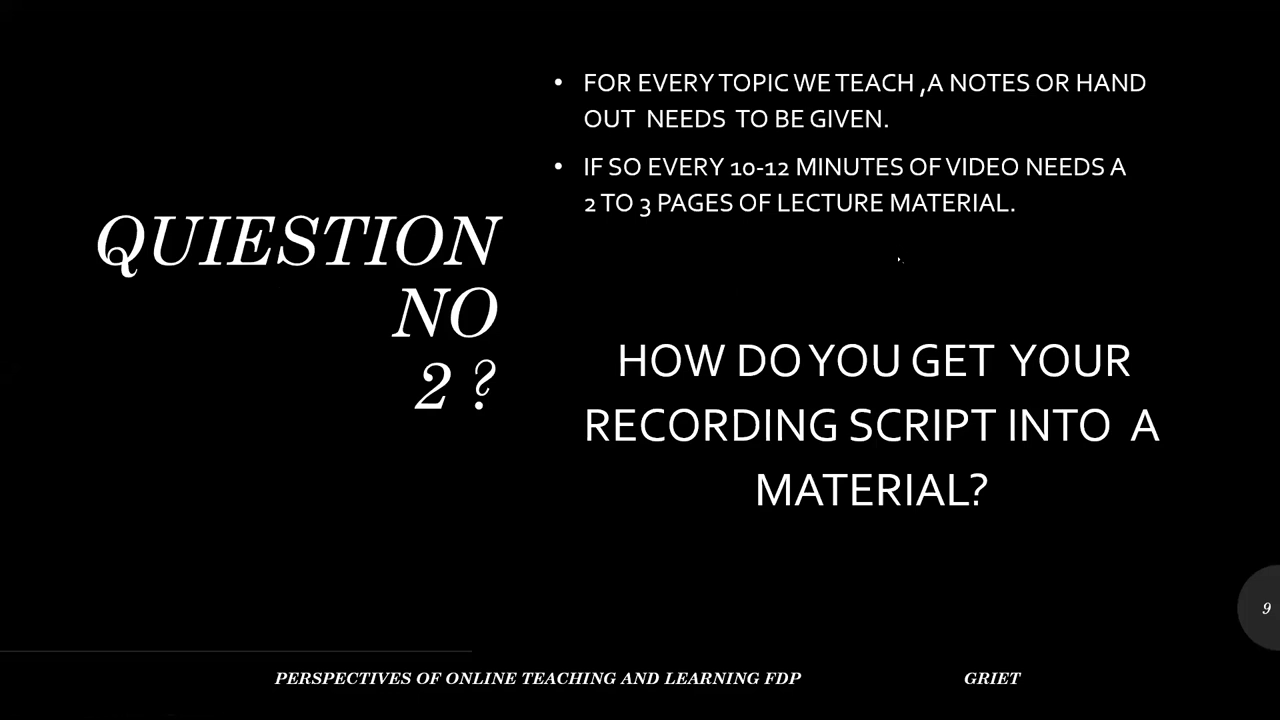 QUIESTION
NO
2 ?
• FOR EVERY TOPIC WE TEACH ,A NOTES OR HAND
OUT NEEDS TO BE GIVEN.
• IF SO EVERY 10-12 MINUTES OF VIDEO NEEDS A
2 TO 3 PAGES OF LECTURE MATERIAL.
HOW DO YOU GET YOUR
RECORDING SCRIPT INTO A
MATERIAL?
9
PERSPECTIVES OF ONLINE TEACHING AND LEARNING FDP GRIET